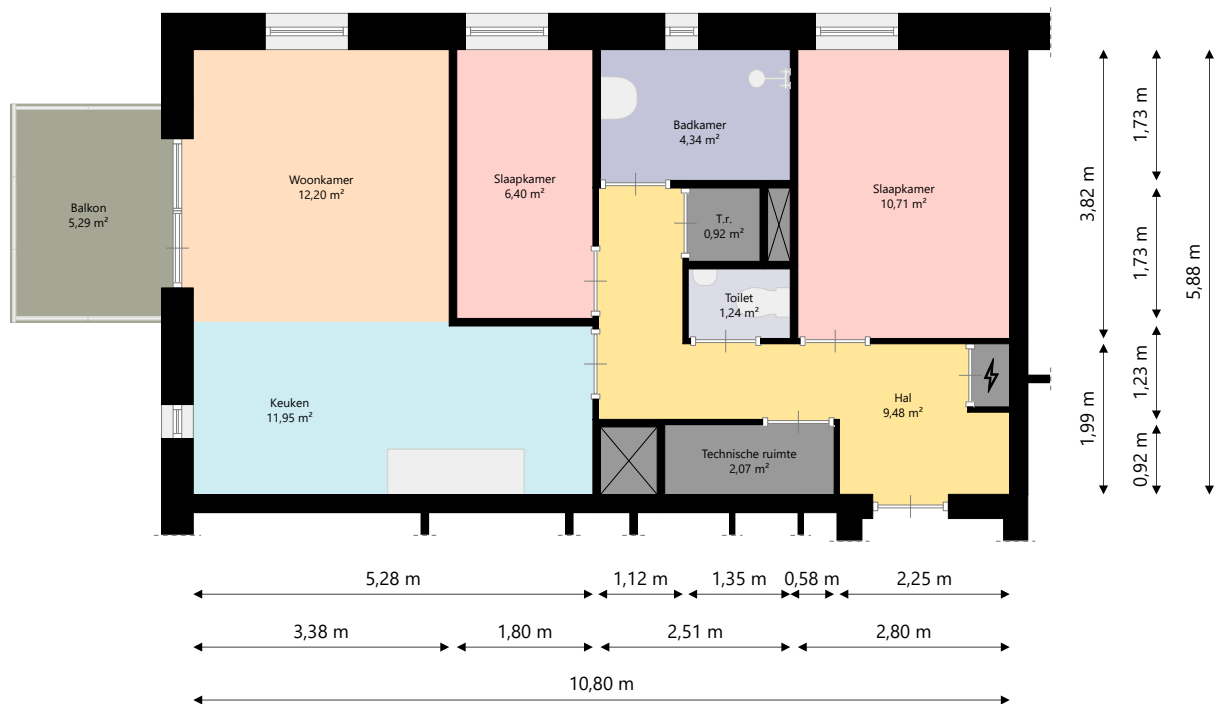 Woonkamer
12,20 m²
Slaapkamer
6,40 m²
Badkamer
4,34 m²
Slaapkamer
10,71 m²
Balkon
5,29 m²
T.r.
0,92 m²
Toilet
1,24 m²
Keuken
11,95 m²
Hal
9,48 m²
Technische ruimte
2,07 m²
3,82 m
1,99 m
1,73 m
1,73 m
1,23 m
0,92 m
5,88 m
5,28 m
1,12 m
1,35 m
0,58 m
2,25 m
3,38 m
1,80 m
2,51 m
2,80 m
10,80 m